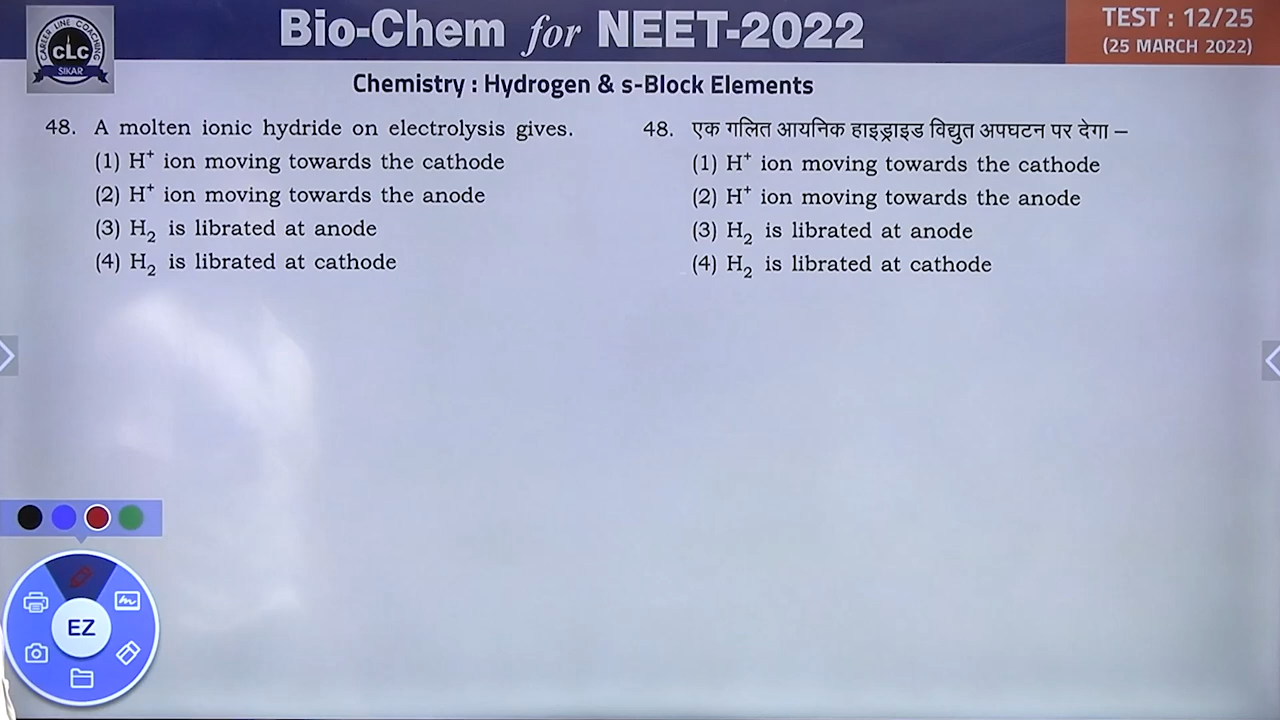 CAREER LINE COACHING
CLC
SIKAR
Bio-Chem for NEET-2022
TEST : 12/25
(25 MARCH 2022)
Chemistry : Hydrogen & s-Block Elements
48. A molten ionic hydride on electrolysis gives.
(1) H⁺ ion moving towards the cathode
(2) H⁺ ion moving towards the anode
(3) H₂ is librated at anode
(4) H₂ is librated at cathode
48. एक गलित आयनिक हाइड्राइड विद्युत अपघटन पर देगा –
(1) H⁺ ion moving towards the cathode
(2) H⁺ ion moving towards the anode
(3) H₂ is librated at anode
(4) H₂ is librated at cathode
EZ